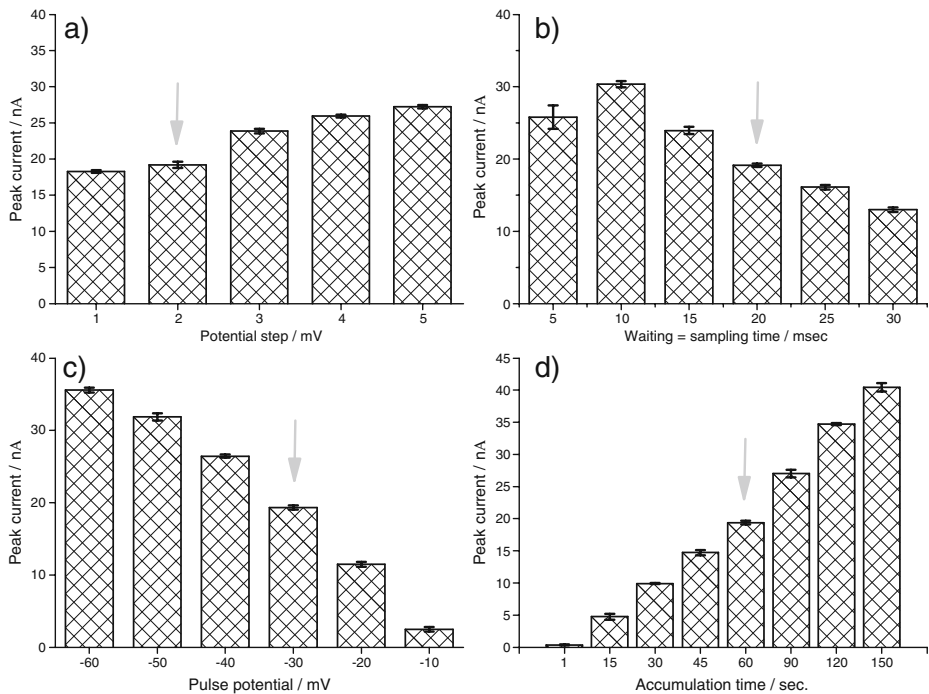 a)
Peak current / nA
40
35
30
25
20
15
10
5
0
1 2 3 4 5
Potential step / mV
b)
Peak current / nA
40
35
30
25
20
15
10
5
0
5 10 15 20 25 30
Waiting = sampling time / msec
c)
Peak current / nA
40
30
20
10
0
-60 -50 -40 -30 -20 -10
Pulse potential / mV
d)
Peak current / nA
45
40
35
30
25
20
15
10
5
0
1 15 30 45 60 90 120 150
Accumulation time / sec.